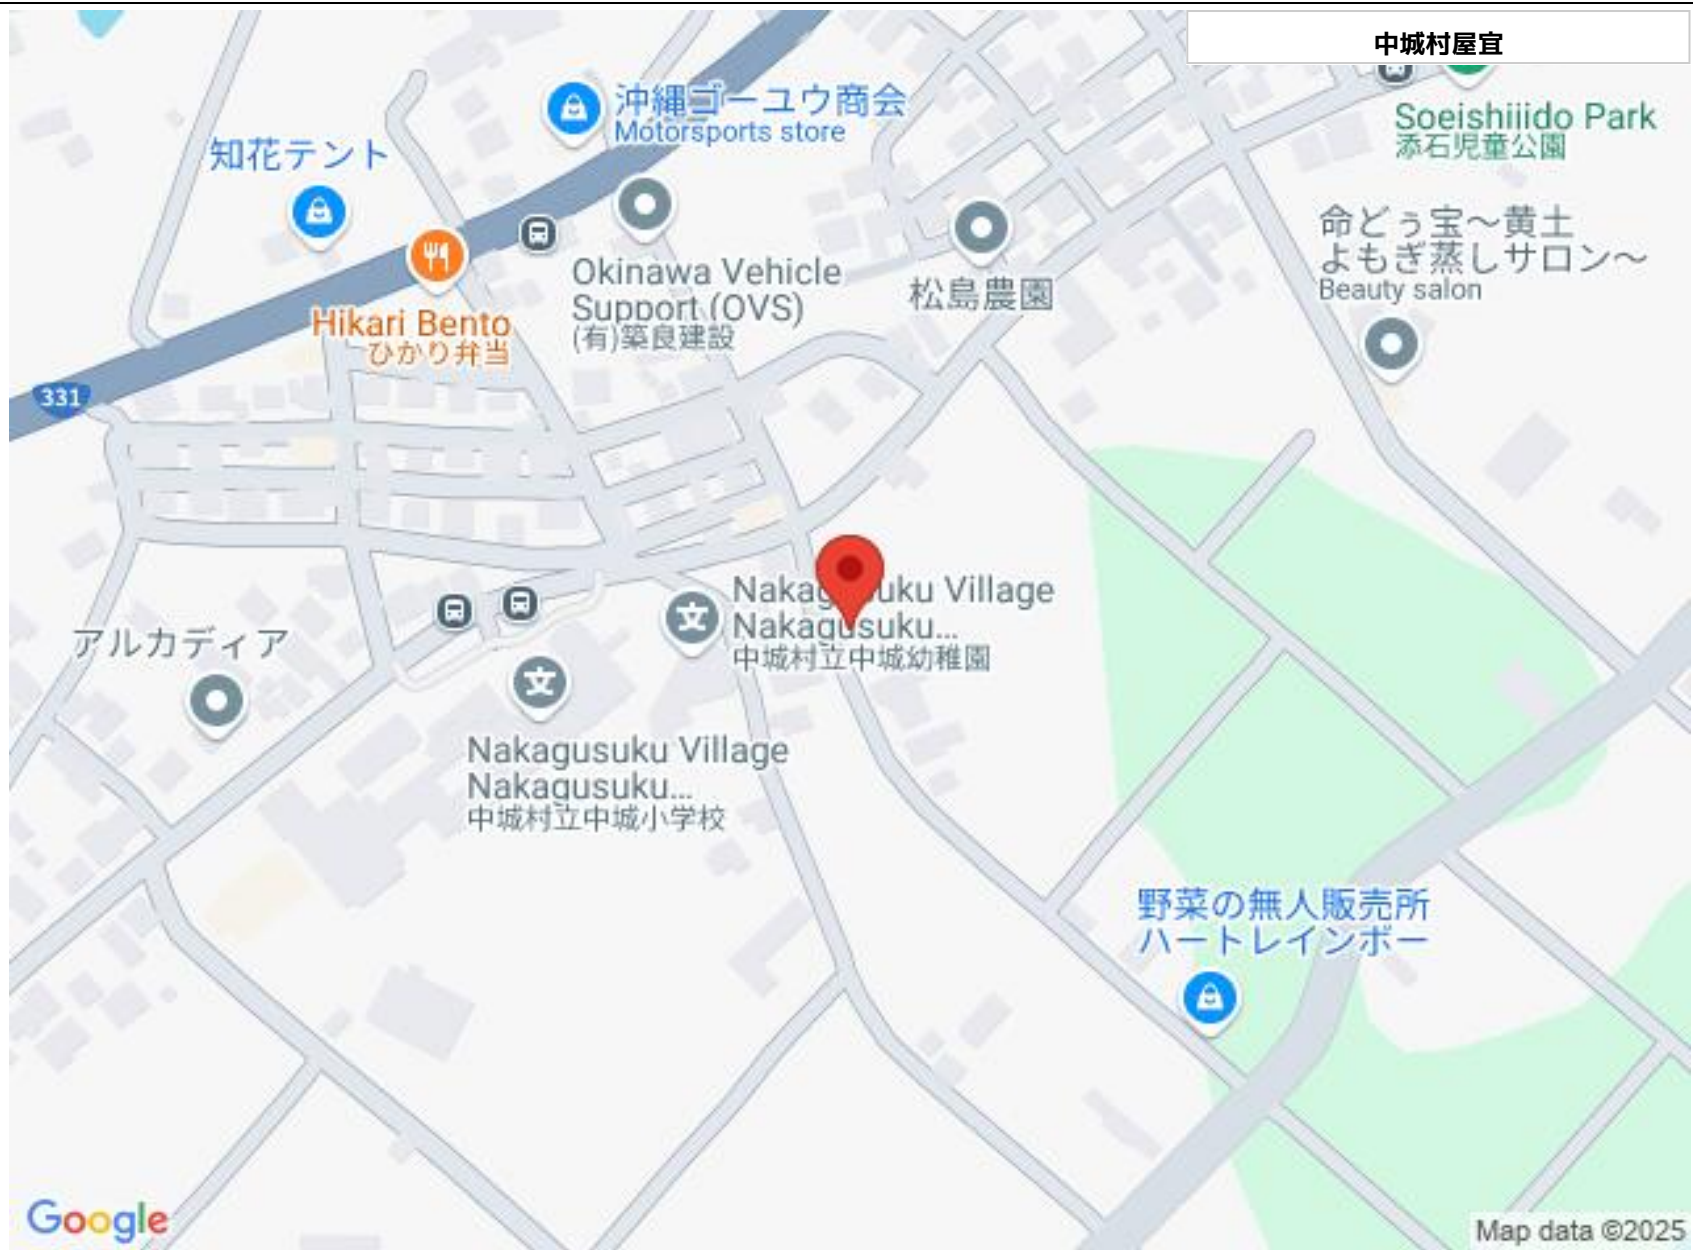 中城村屋宜
沖縄ゴーユウ商会
Motorsports store
Soeishiiido Park
添石児童公園
知花テント
命どぅ宝～黄土
よもぎ蒸しサロン～
Beauty salon
Okinawa Vehicle
Support (OVS)
(有)築良建設
松島農園
Hikari Bento
ひかり弁当
331
Nakagusuku Village
Nakagusuku...
中城村立中城幼稚園
文
アルカディア
文
Nakagusuku Village
Nakagusuku...
中城村立中城小学校
野菜の無人販売所
ハートレインボー
Google
Map data ©2025